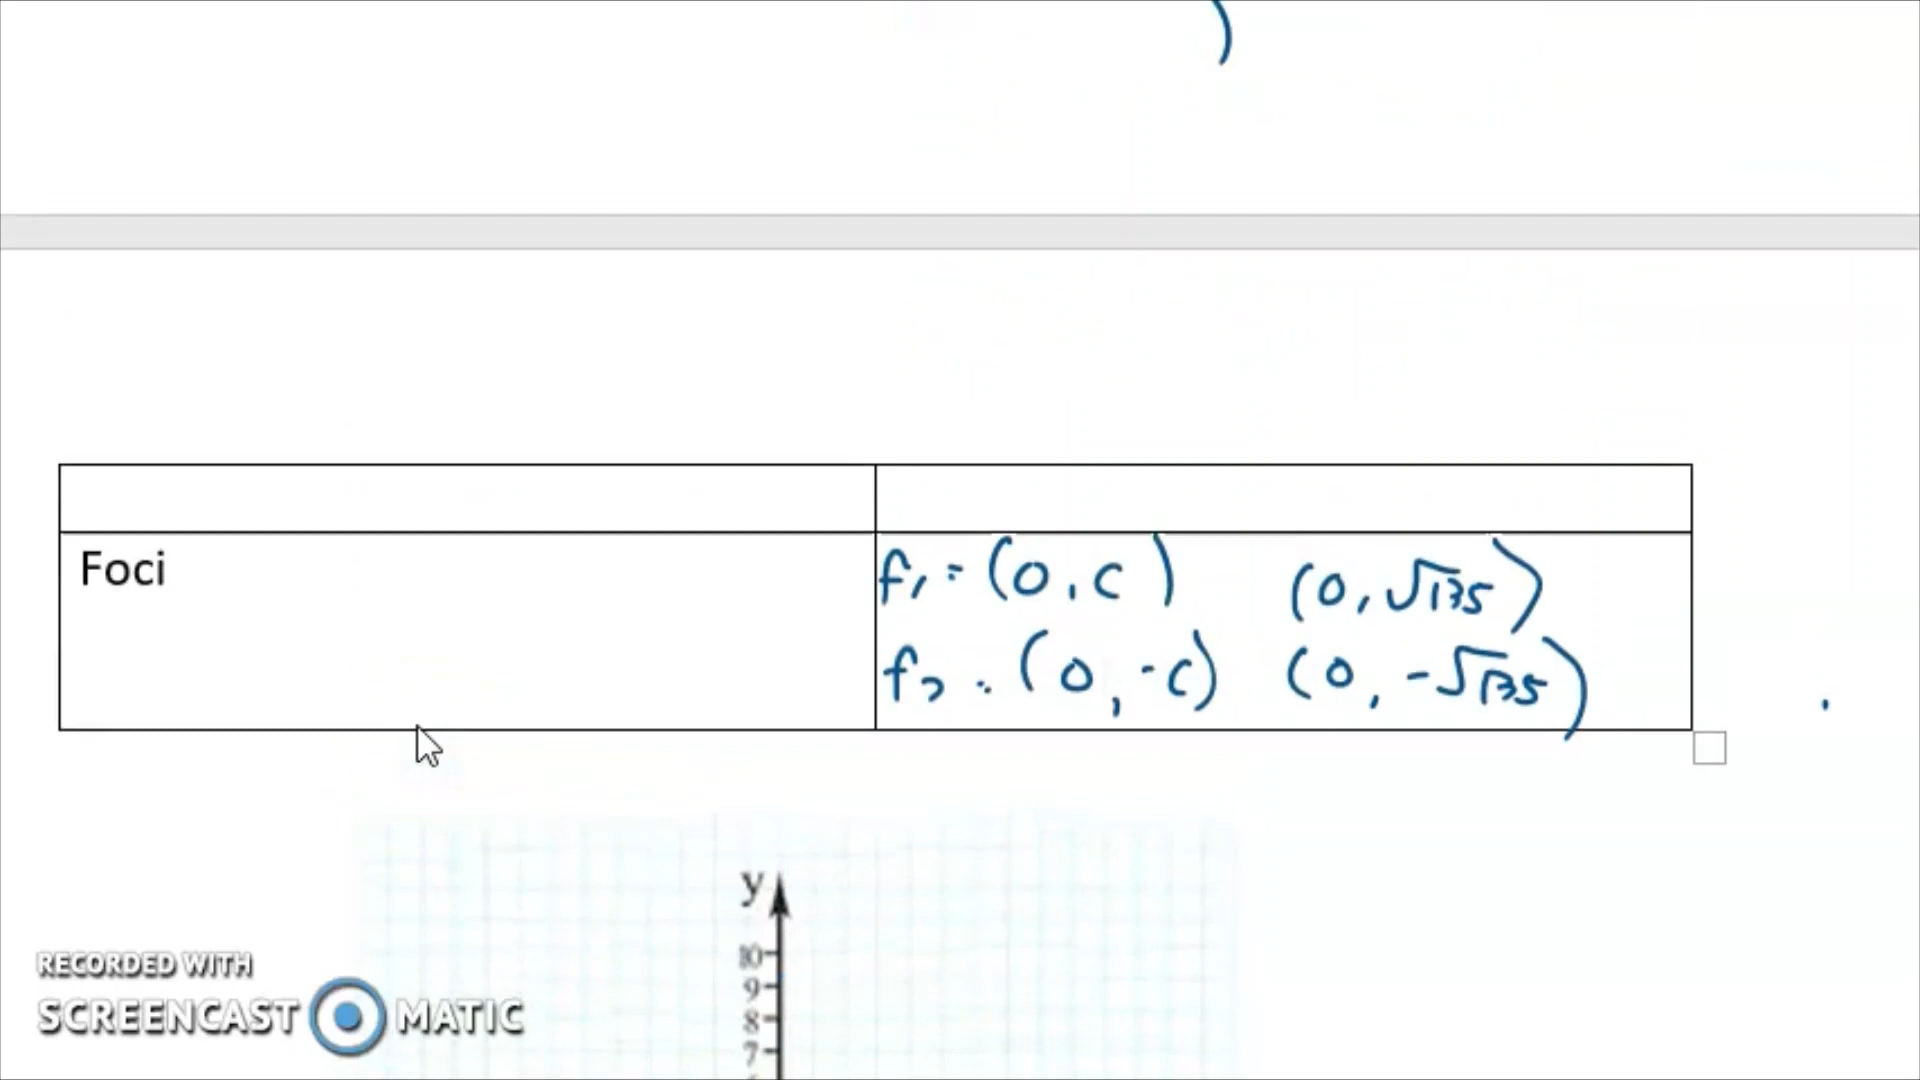 )
Foci
f₁ = (0, c) (0, √135)
f₂ = (0, -c) (0, -√135)
y
10
9
8
7
RECORDED WITH
SCREENCAST MATIC